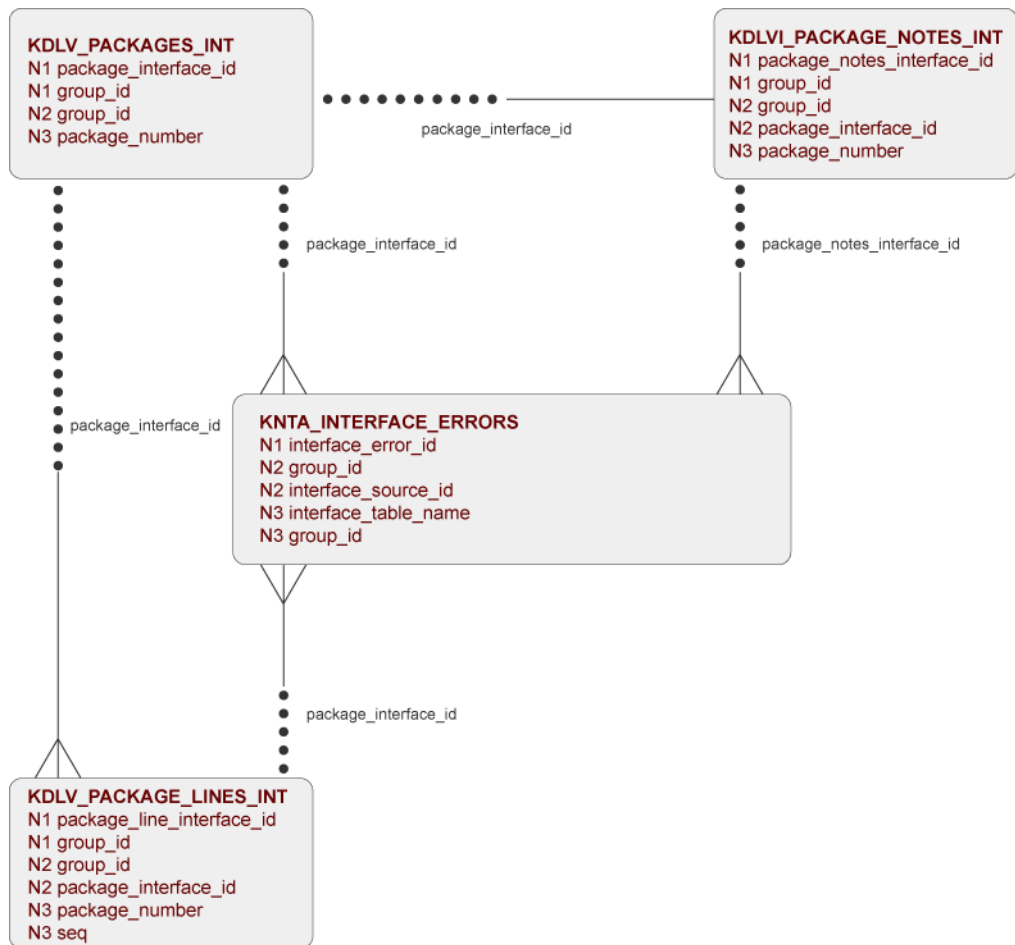 KDLV_PACKAGES_INT
N1 package_interface_id
N1 group_id
N2 group_id
N3 package_number
package_interface_id
KDLVI_PACKAGE_NOTES_INT
N1 package_notes_interface_id
N1 group_id
N2 group_id
N2 package_interface_id
N3 package_number
package_interface_id
package_notes_interface_id
package_interface_id
KNTA_INTERFACE_ERRORS
N1 interface_error_id
N2 group_id
N2 interface_source_id
N3 interface_table_name
N3 group_id
package_interface_id
KDLV_PACKAGE_LINES_INT
N1 package_line_interface_id
N1 group_id
N2 group_id
N2 package_interface_id
N3 package_number
N3 seq